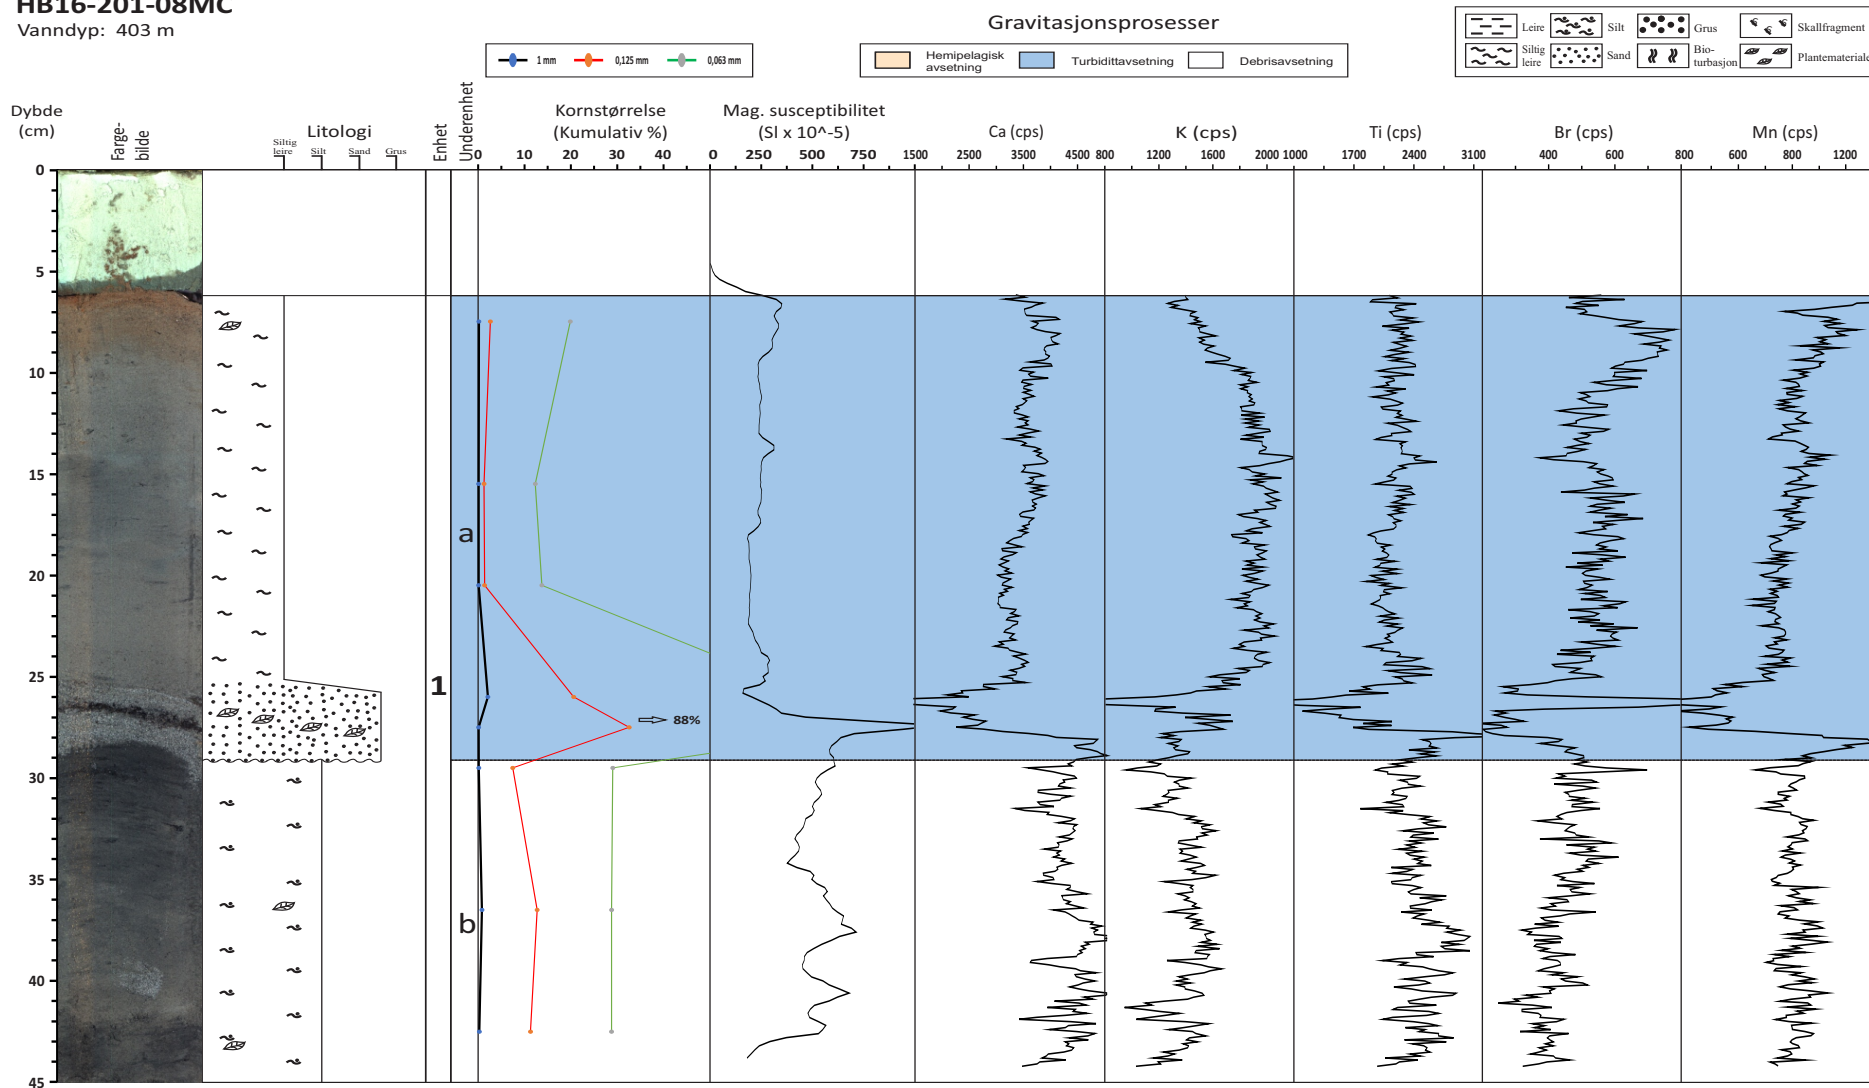 HB16-201-08MC
Vanndyp: 403 m
1 mm 0,125 mm 0,063 mm
Gravitasjonsprosesser
Hemipelagisk avsetning Turbidittavsetning Debrisavsetning
Leire Silt Grus Skallfragment
Siltig leire Sand Bio-turbasjon Plantemateriale
Dybde (cm)
Farge-bilde
Litologi
Siltig leire Silt Sand Grus
Enhet
Underenhet
Kornstørrelse (Kumulativ %)
0 10 20 30 40
Mag. susceptibilitet (SI x 10^-5)
0 250 500 750
Ca (cps)
1500 2500 3500 4500
K (cps)
800 1200 1600 2000
Ti (cps)
1000 1700 2400 3100
Br (cps)
400 600 800
Mn (cps)
600 800 1200
0
5
10
15
20
25
30
35
40
45
a
1
88%
b